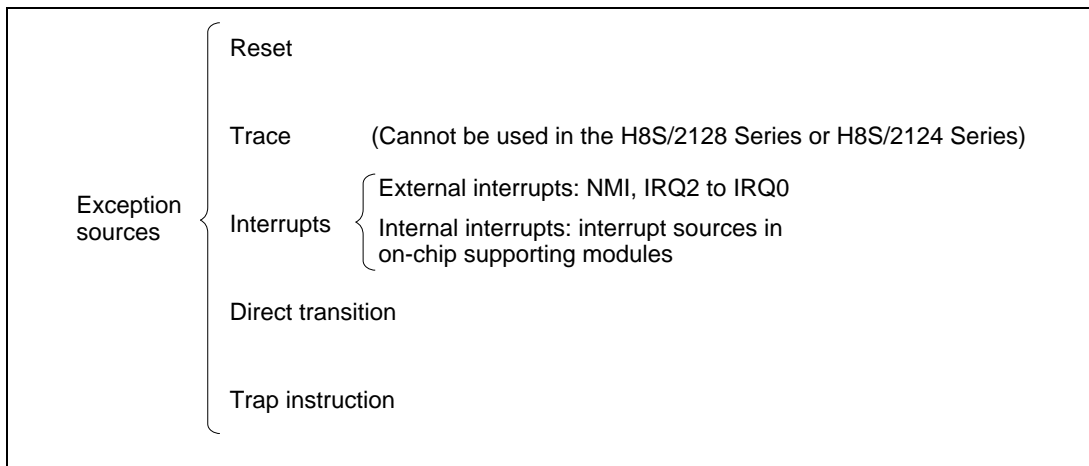 Reset
Trace (Cannot be used in the H8S/2128 Series or H8S/2124 Series)
Exception
sources
Interrupts
External interrupts: NMI, IRQ2 to IRQ0
Internal interrupts: interrupt sources in
on-chip supporting modules
Direct transition
Trap instruction